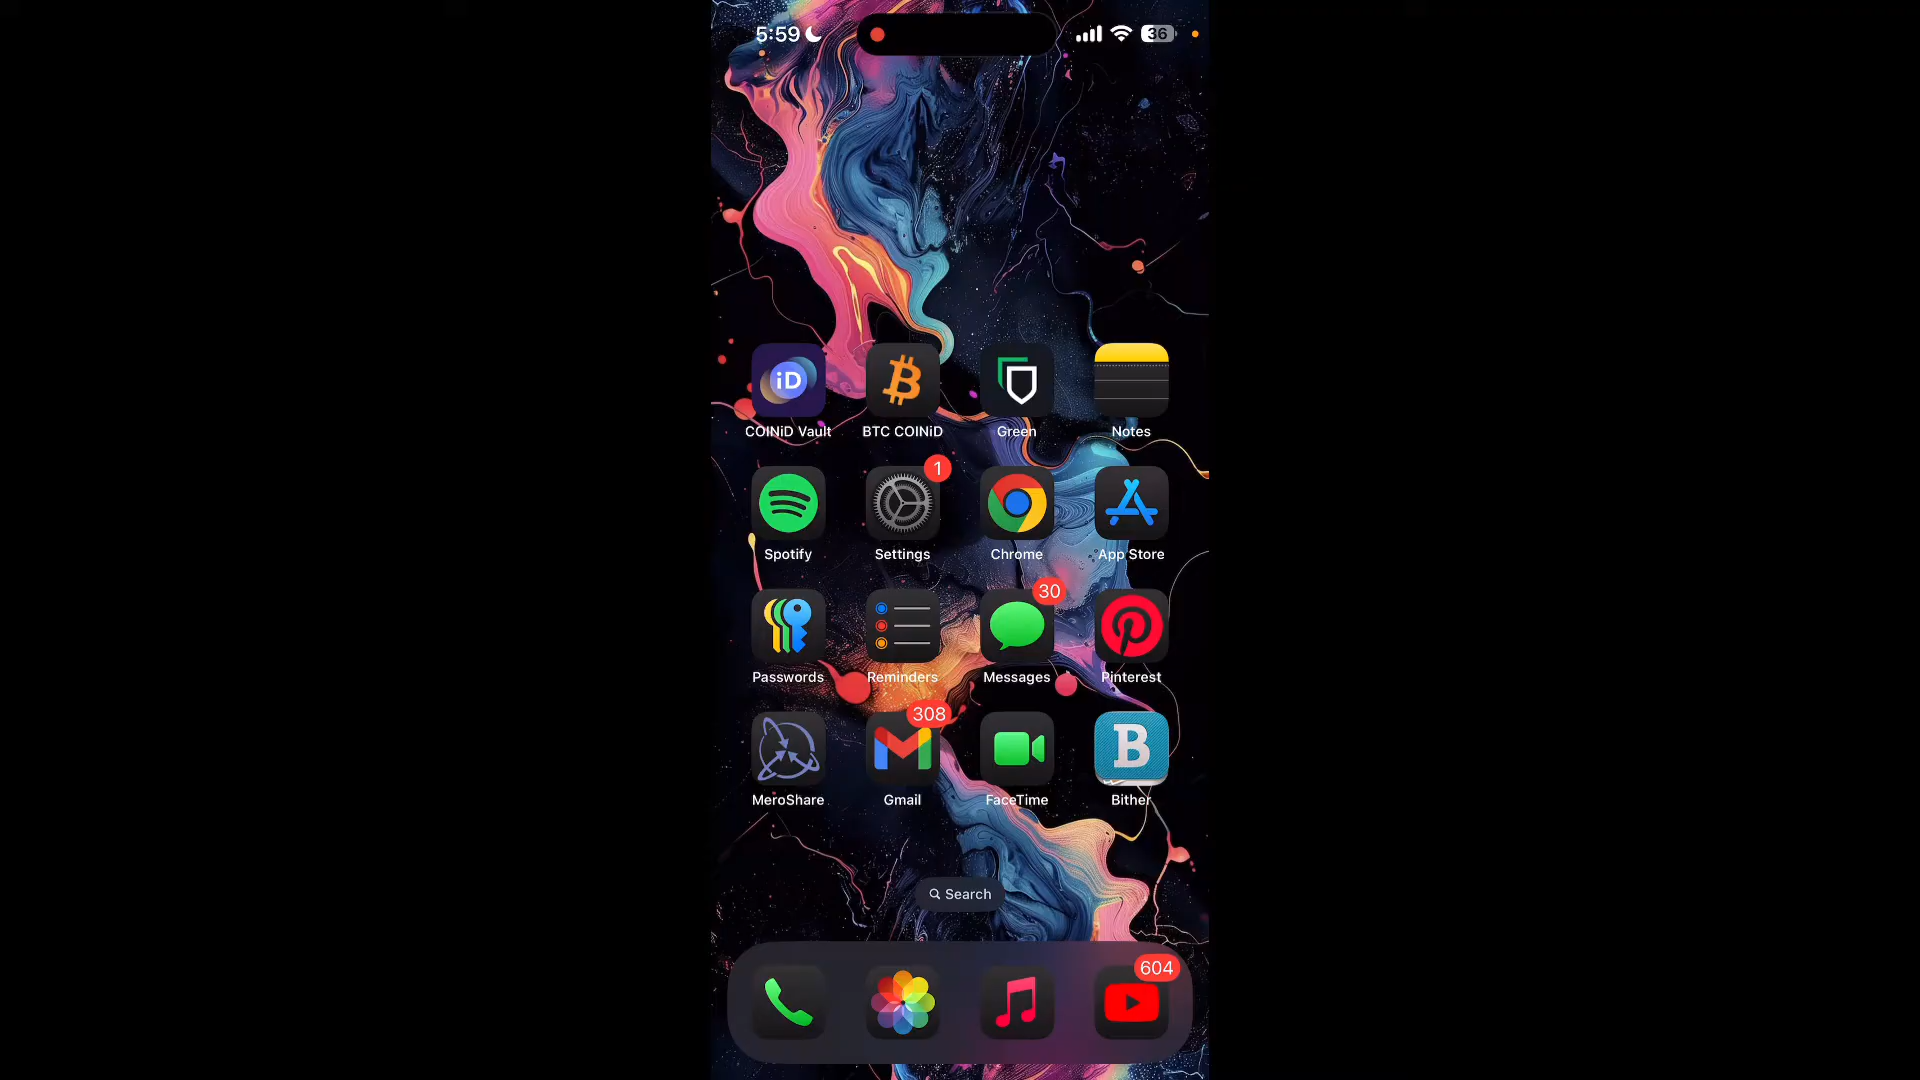 5:59 36
iD B
COINiD Vault BTC COINiD Green Notes
1
Spotify Settings Chrome App Store
30
Passwords Reminders Messages Pinterest
308
B
MeroShare Gmail FaceTime Bither
Search
604